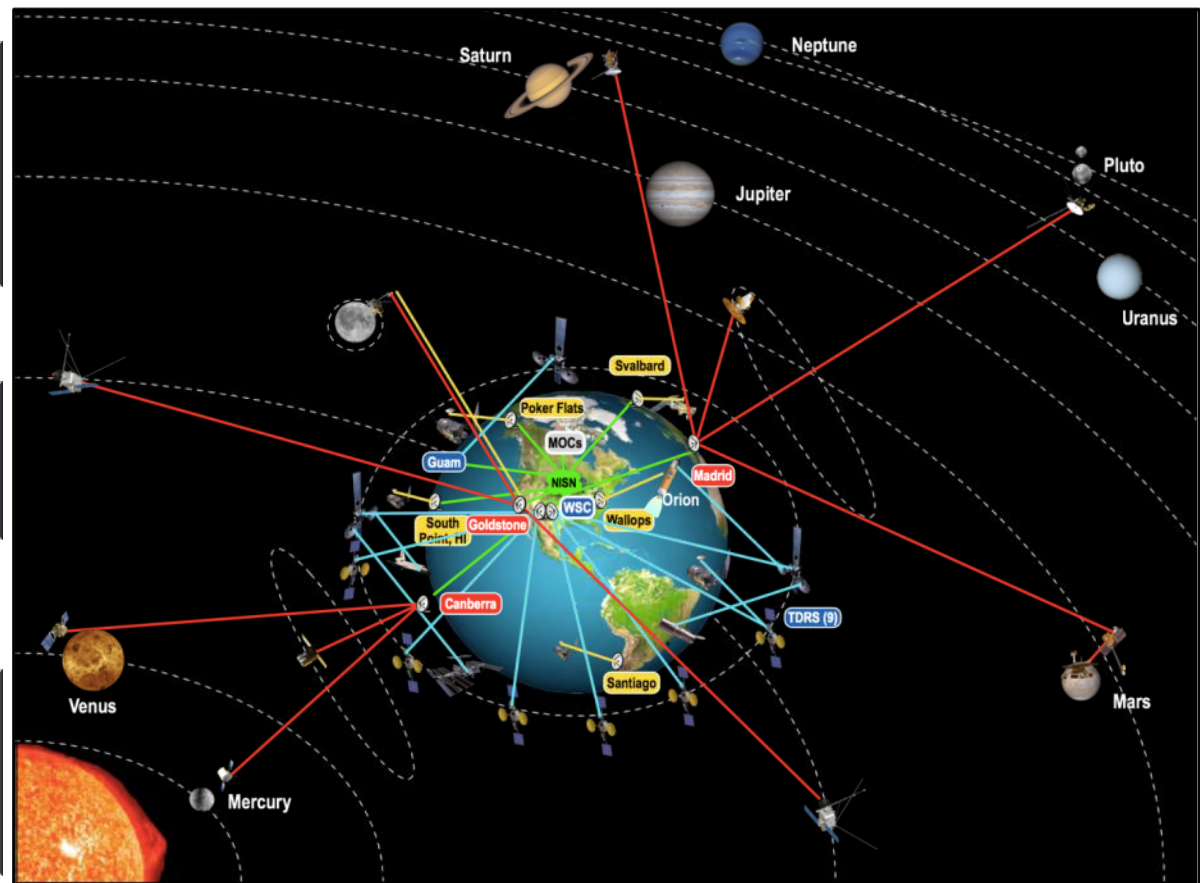 Neptune
Saturn
Pluto
Jupiter
Uranus
Svalbard
Poker Flats
MOCs
Guam
Madrid
NISN
Orion
WSC
Wallops
South
Point, HI
Goldstone
Canberra
TDRS (9)
Santiago
Mars
Venus
Mercury